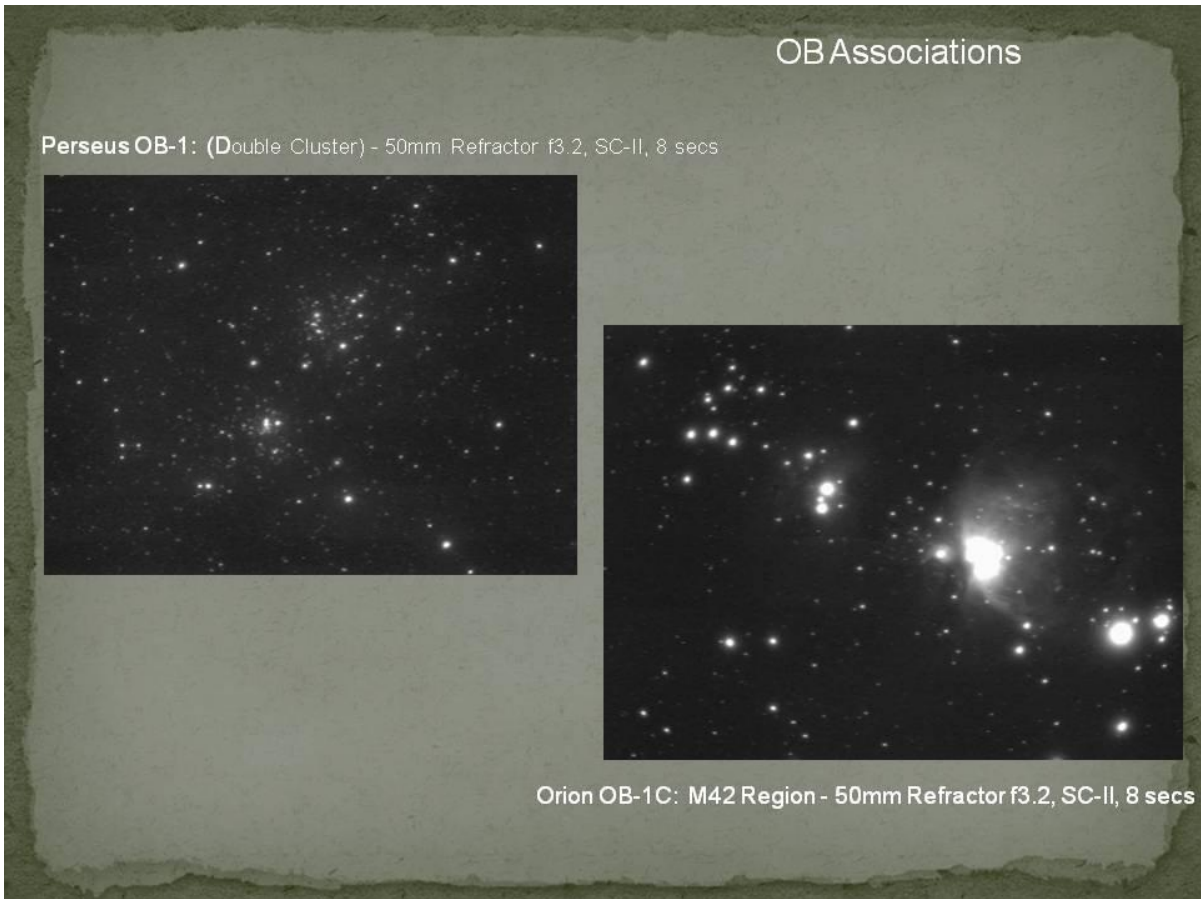 OB Associations
Perseus OB-1: (Double Cluster) - 50mm Refractor f3.2, SC-II, 8 secs
Orion OB-1C: M42 Region - 50mm Refractor f3.2, SC-II, 8 secs